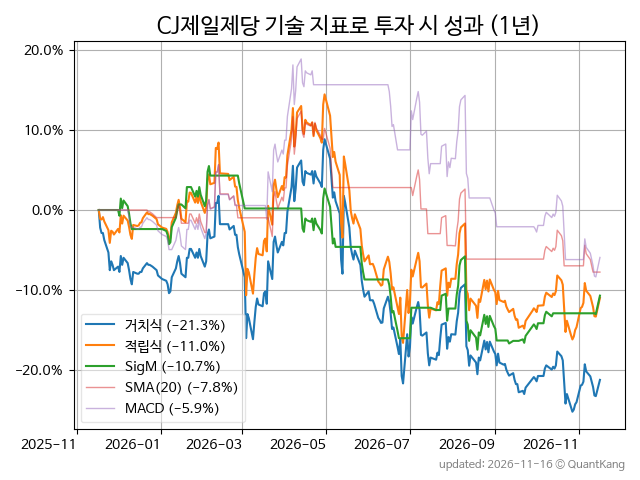 CJ제일제당 기술 지표로 투자 시 성과 (1년)
20.0%
10.0%
0.0%
−10.0%
−20.0%
거치식 (−21.3%)
적립식 (−11.0%)
SigM (−10.7%)
SMA(20) (−7.8%)
MACD (−5.9%)
2025-11
2026-01
2026-03
2026-05
2026-07
2026-09
2026-11
updated: 2026-11-16 © QuantKang